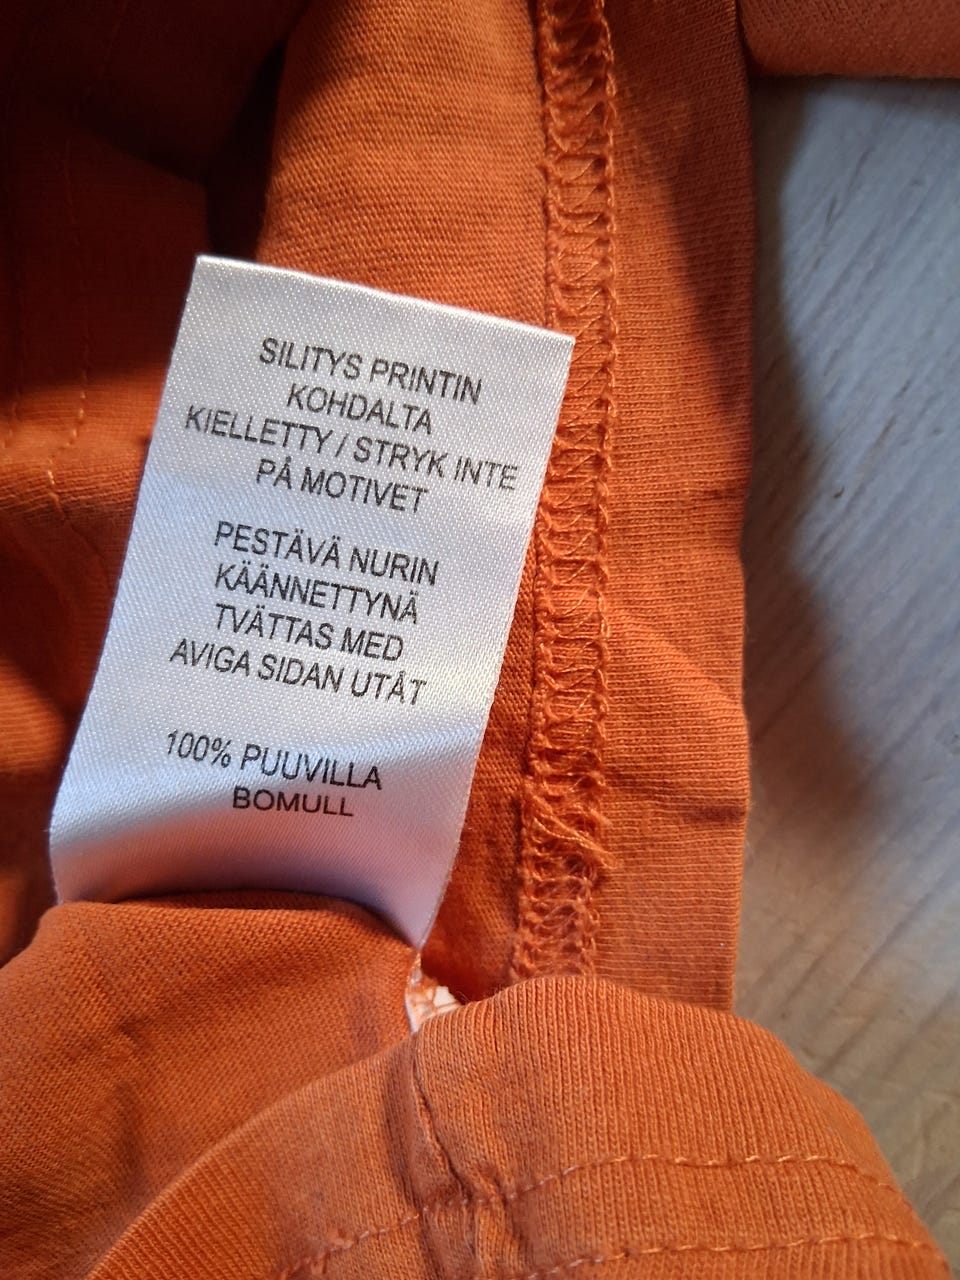 SILITYS PRINTIN
KOHDALTA
KIELLETTY / STRYK INTE
PÅ MOTIVET
PESTÄVÄ NURIN
KÄÄNNETTYNÄ
TVÄTTAS MED
AVIGA SIDAN UTÅT
100% PUUVILLA
BOMULL